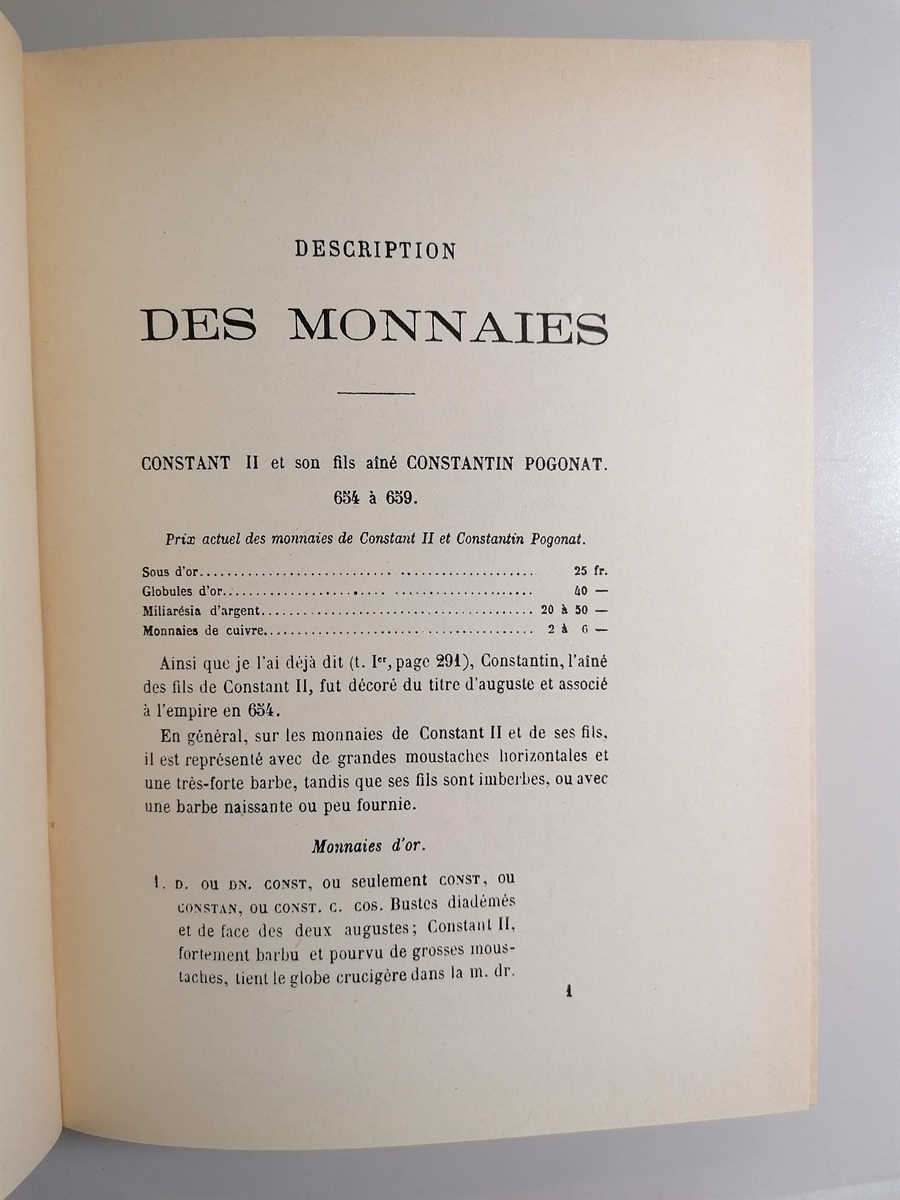 DESCRIPTION
DES MONNAIES
CONSTANT II et son fils aîné CONSTANTIN POGONAT.
654 à 659.
Prix actuel des monnaies de Constant II et Constantin Pogonat.
Sous d'or........................................ 25 fr.
Globules d'or........................................ 40 —
Miliarésia d'argent........................................ 20 à 50 —
Monnaies de cuivre........................................ 2 à 6 —
Ainsi que je l'ai déjà dit (t. Ier, page 291), Constantin, l'aîné
des fils de Constant II, fut décoré du titre d'auguste et associé
à l'empire en 654.
En général, sur les monnaies de Constant II et de ses fils,
il est représenté avec de grandes moustaches horizontales et
une très-forte barbe, tandis que ses fils sont imberbes, ou avec
une barbe naissante ou peu fournie.
Monnaies d'or.
1. D. OU DN. CONST, ou seulement CONST, ou
CONSTAN, ou CONST. C. COS. Bustes diadémés
et de face des deux augustes; Constant II,
fortement barbu et pourvu de grosses mous-
taches, tient le globe crucigère dans la m. dr.
1